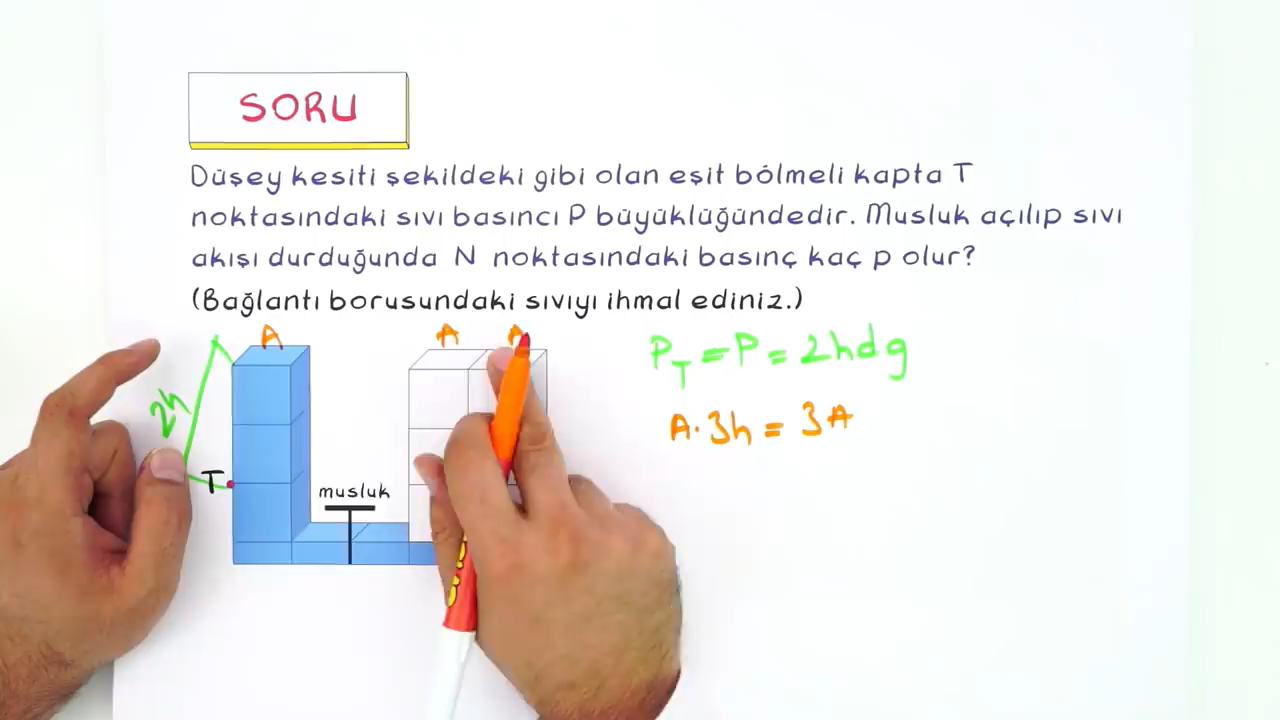 SORU
Düşey kesiti şekildeki gibi olan eşit bölmeli kapta T
noktasındaki sıvı basıncı P büyüklüğündedir. Musluk açılıp sıvı
akışı durduğunda N noktasındaki basınç kaç p olur?
(Bağlantı borusundaki sıvıyı ihmal ediniz.)
A A A
2h
T
musluk
P_T = P = 2hdg
A.3h = 3A